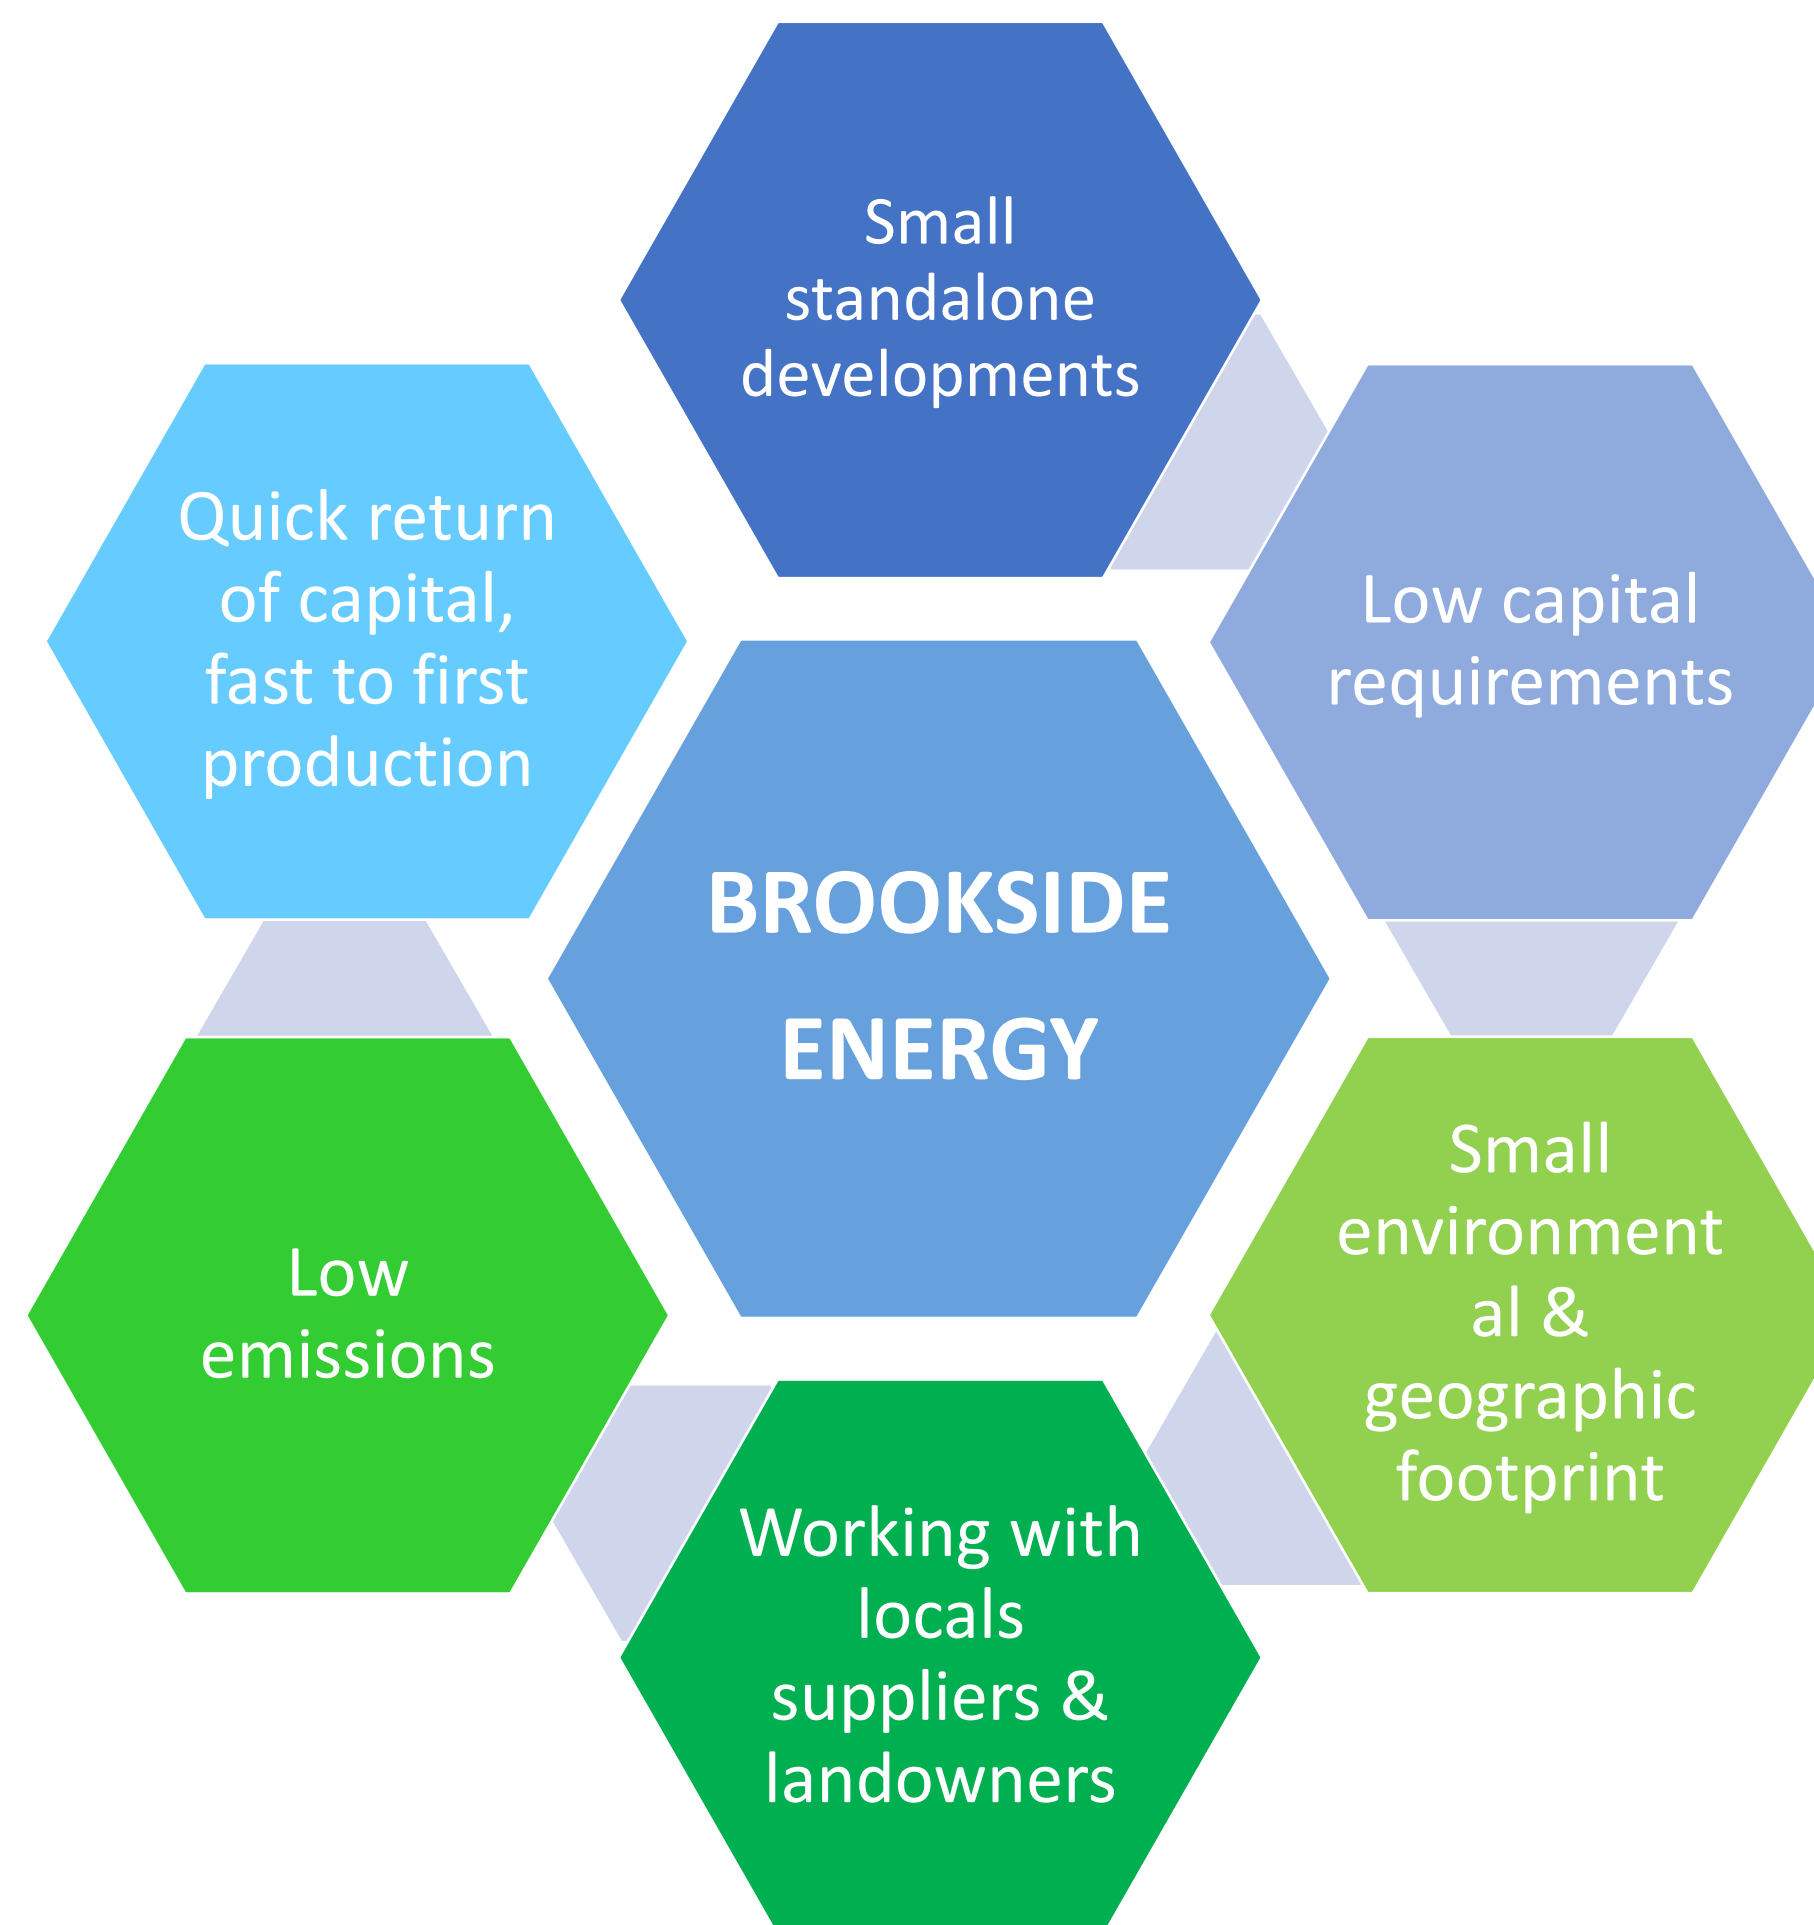 Small
standalone
developments
Quick return
of capital,
fast to first
production
Low capital
requirements
BROOKSIDE
ENERGY
Low
emissions
Small
environment
al &
geographic
footprint
Working with
locals
suppliers &
landowners